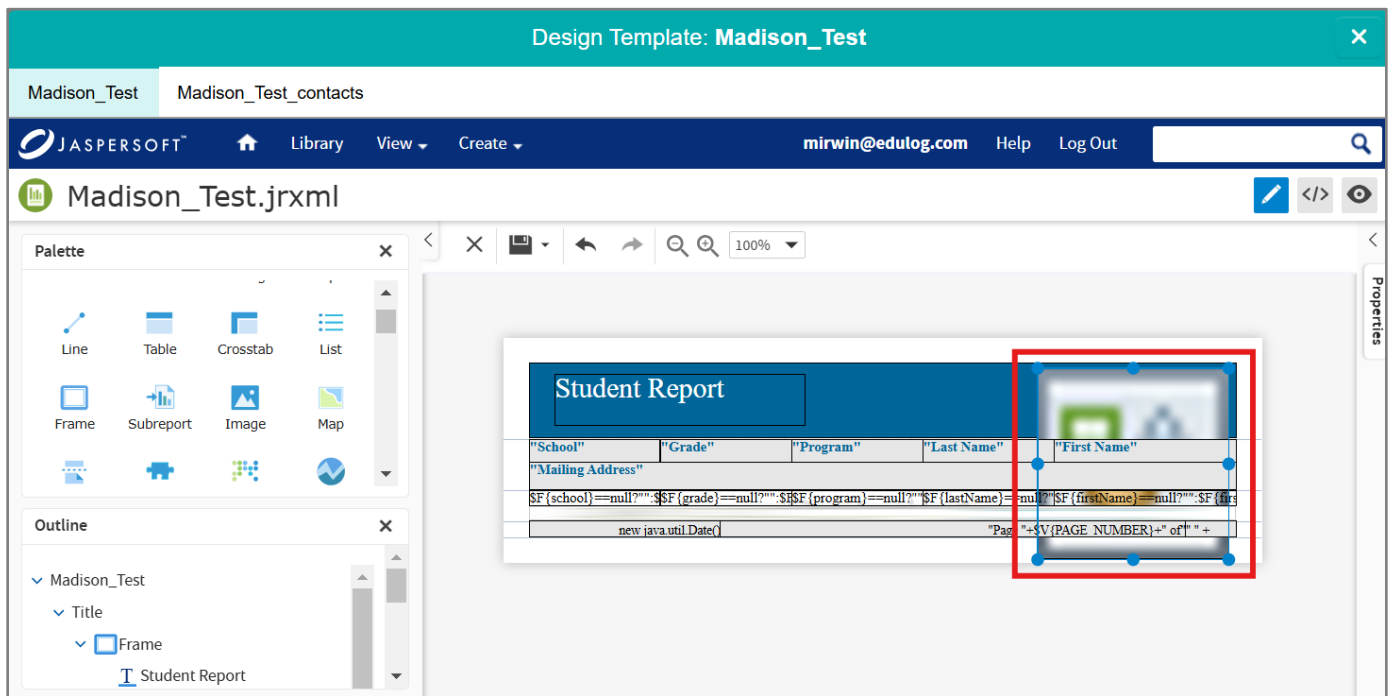 Design Template: Madison_Test
Madison_Test Madison_Test_contacts
JASPERSOFT™ Library View Create mirwin@edulog.com Help Log Out
Madison_Test.jrxml
</>
Palette
100%
Properties
Line Table Crosstab List
Frame Subreport Image Map
Outline
Madison_Test
Title
Frame
T Student Report
Student Report
"School" "Grade" "Program" "Last Name" "First Name"
"Mailing Address"
$F{school}==null?"":$ $F{grade}==null?"":$F $F{program}==null?"" $F{lastName}==null?" $F{firstName}==null?"":$F{firs
new java.util.Date() "Page "+$V{PAGE_NUMBER}+" of" " " +